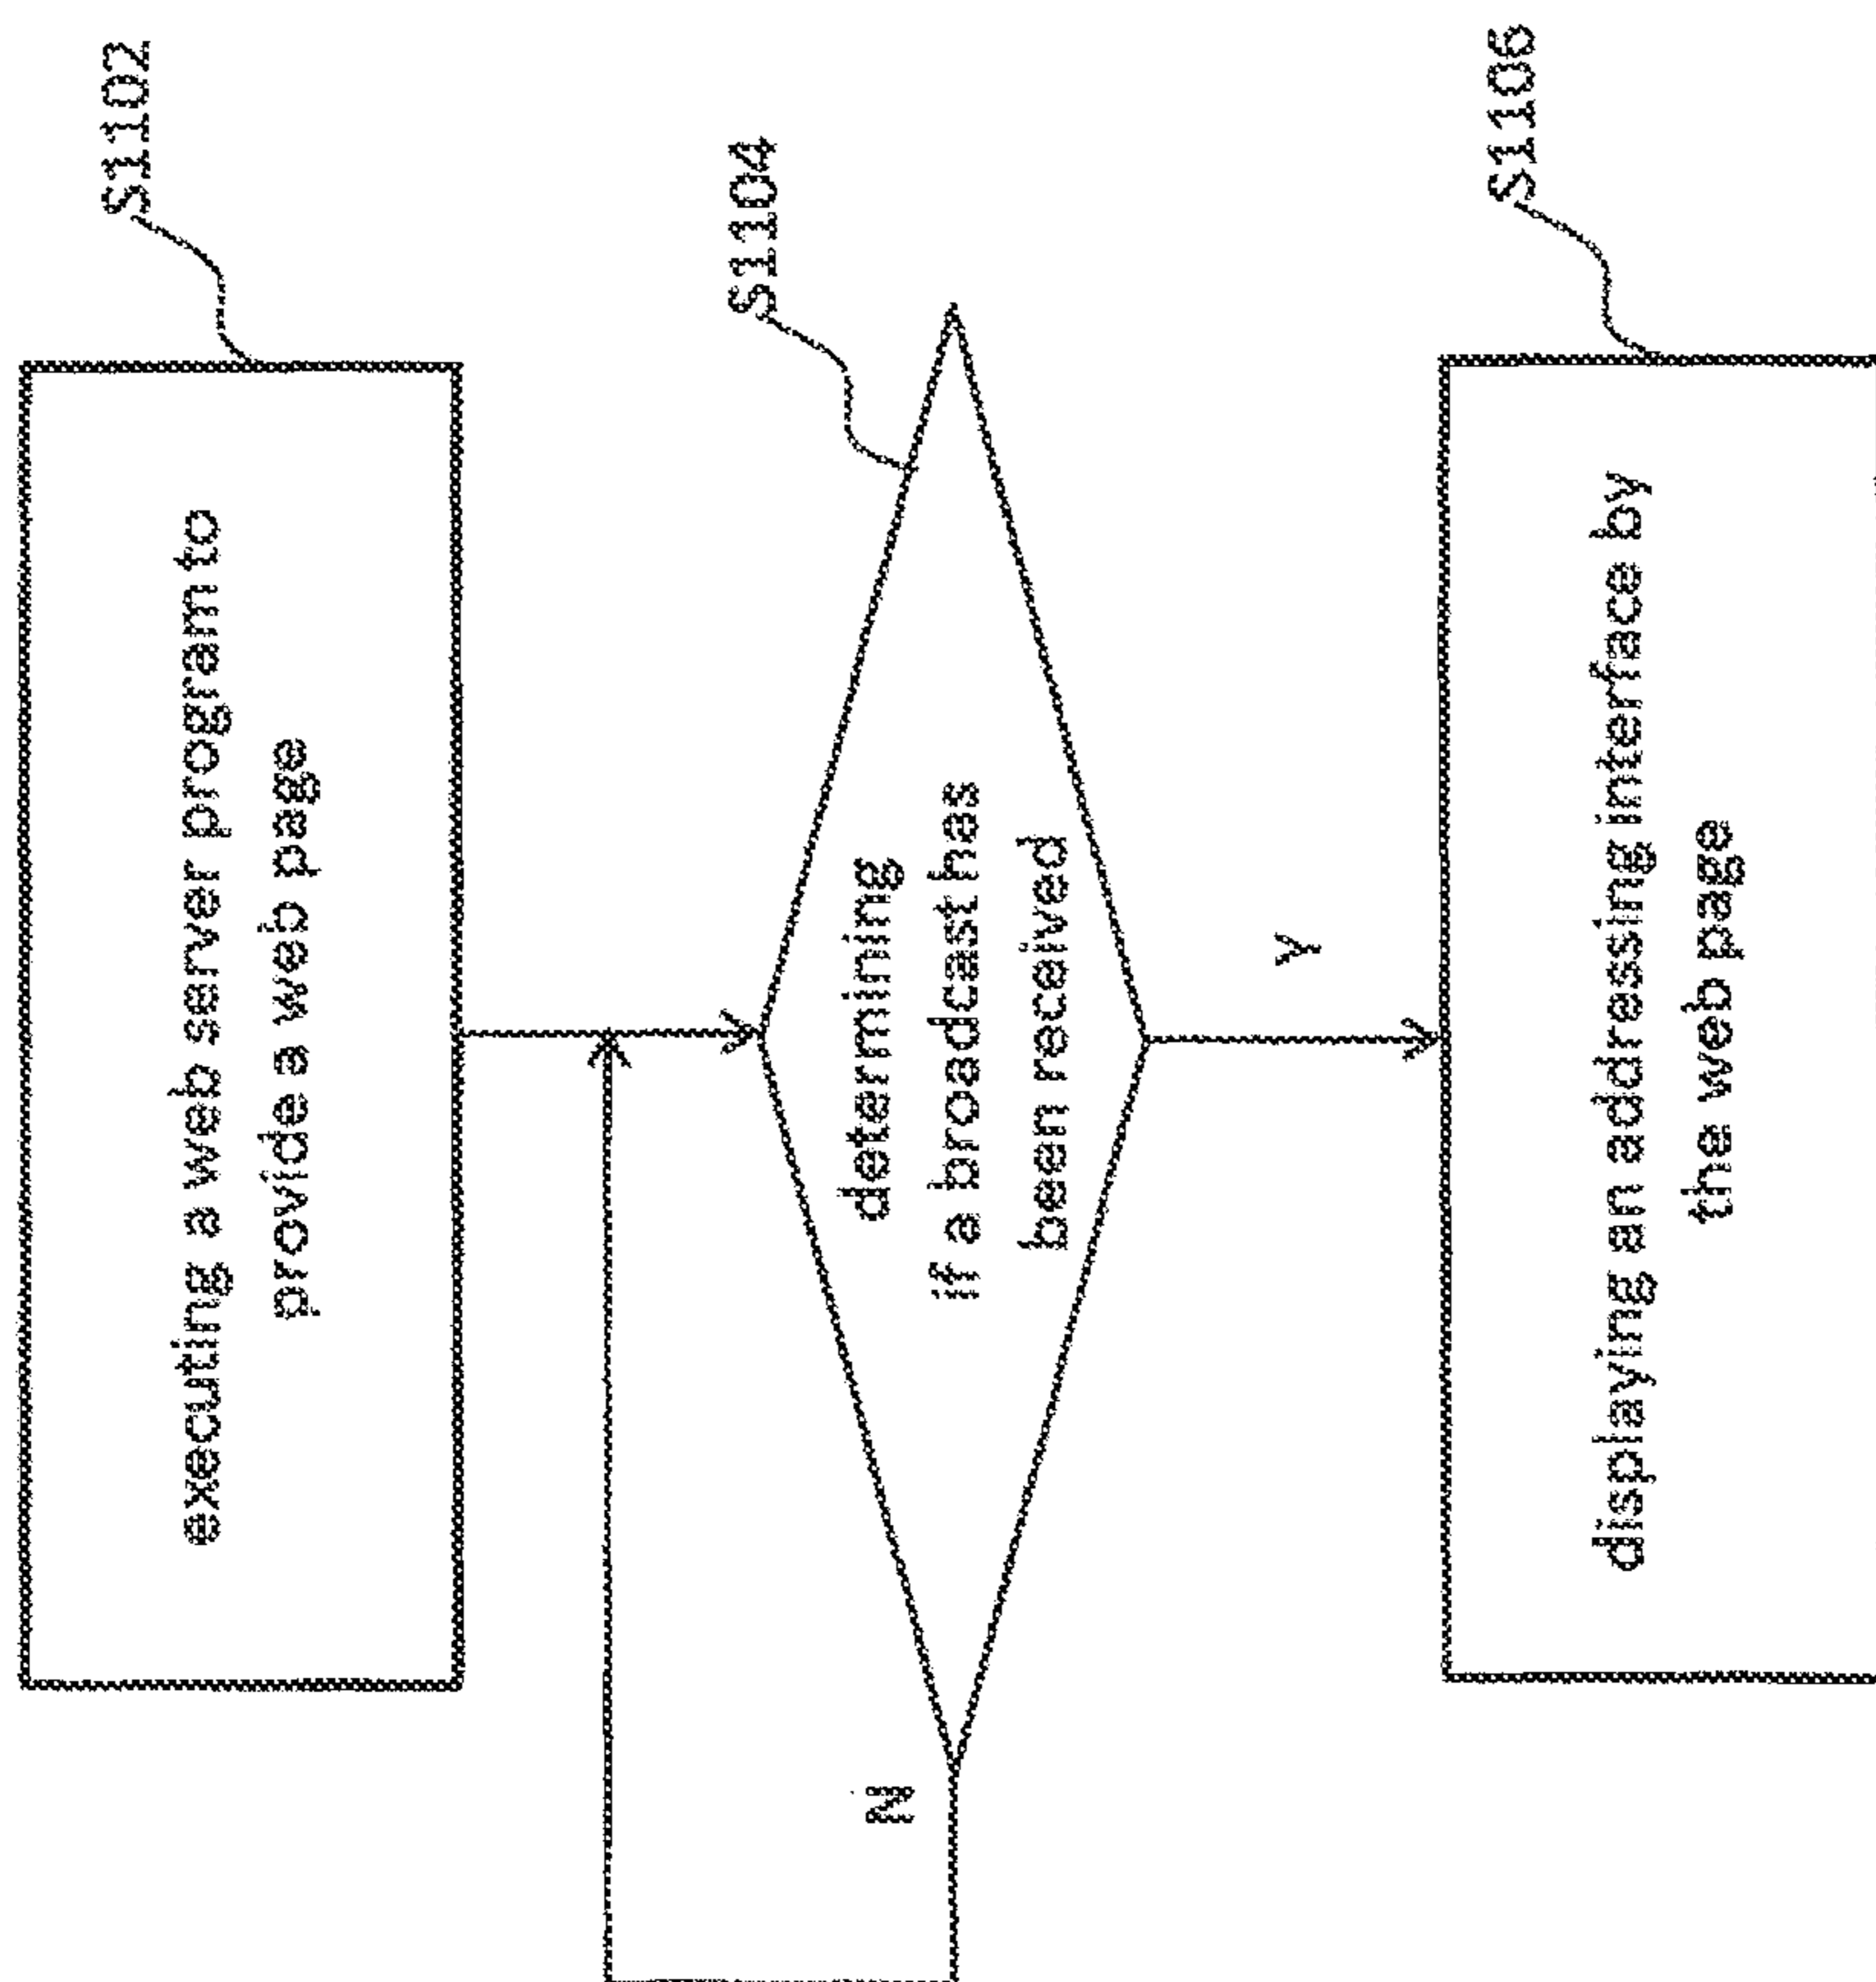 S1102
executing a web server program to
provide a web page
S1104
determining
if a broadcast has
been received
N
Y
S1106
displaying an addressing interface by
the web page